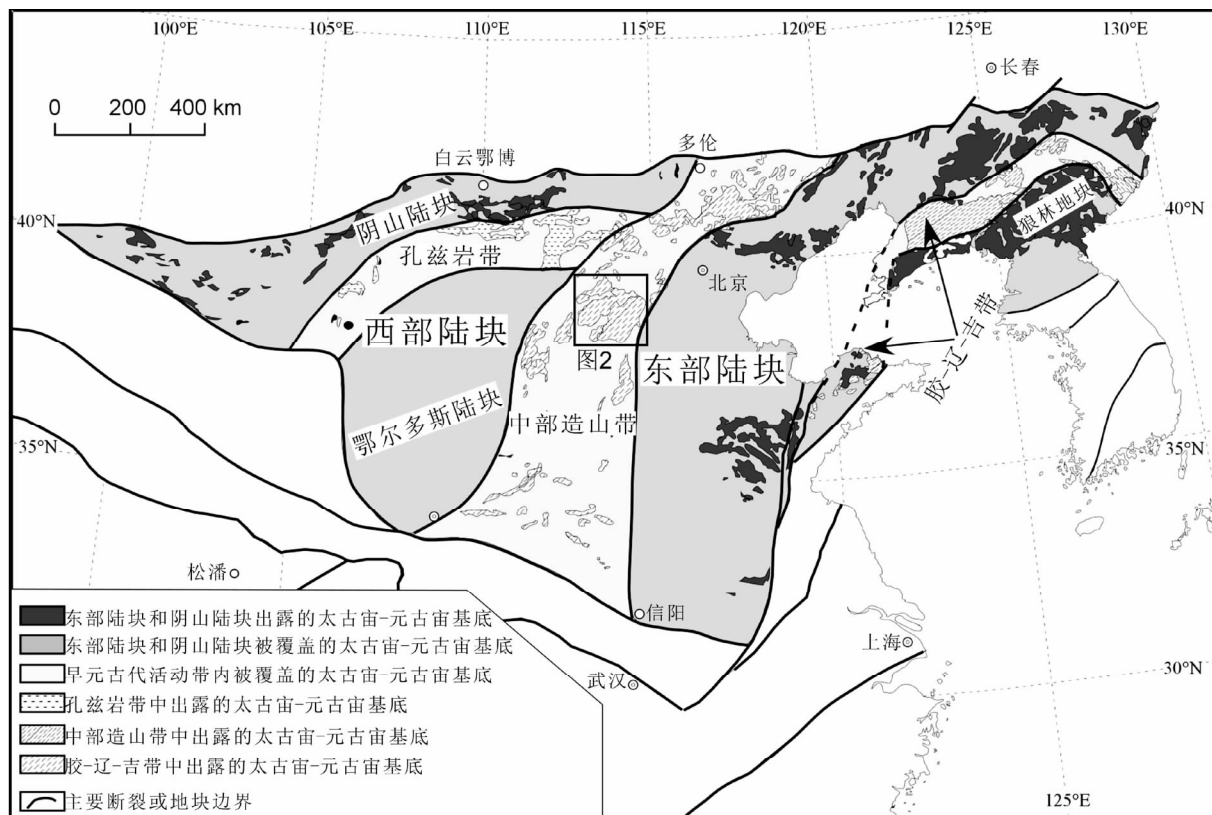 100°E
105°E
110°E
115°E
120°E
125°E
130°E
长春
0 200 400 km
多伦
白云鄂博
阴山陆块
40°N
40°N
狼林地块
孔兹岩带
北京
西部陆块
图2
东部陆块
胶-辽-吉带
鄂尔多斯陆块
中部造山带
35°N
35°N
松潘
信阳
上海
武汉
30°N
125°E
东部陆块和阴山陆块出露的太古宙-元古宙基底
东部陆块和阴山陆块被覆盖的太古宙-元古宙基底
早元古代活动带内被覆盖的太古宙-元古宙基底
孔兹岩带中出露的太古宙-元古宙基底
中部造山带中出露的太古宙-元古宙基底
胶-辽-吉带中出露的太古宙-元古宙基底
主要断裂或地块边界